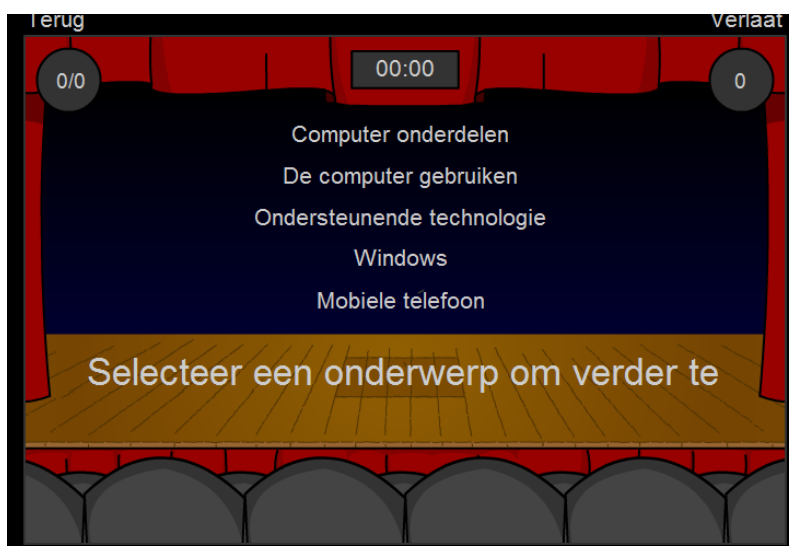 Terug
Verlaat
0/0
00:00
0
Computer onderdelen
De computer gebruiken
Ondersteunende technologie
Windows
Mobiele telefoon
Selecteer een onderwerp om verder te